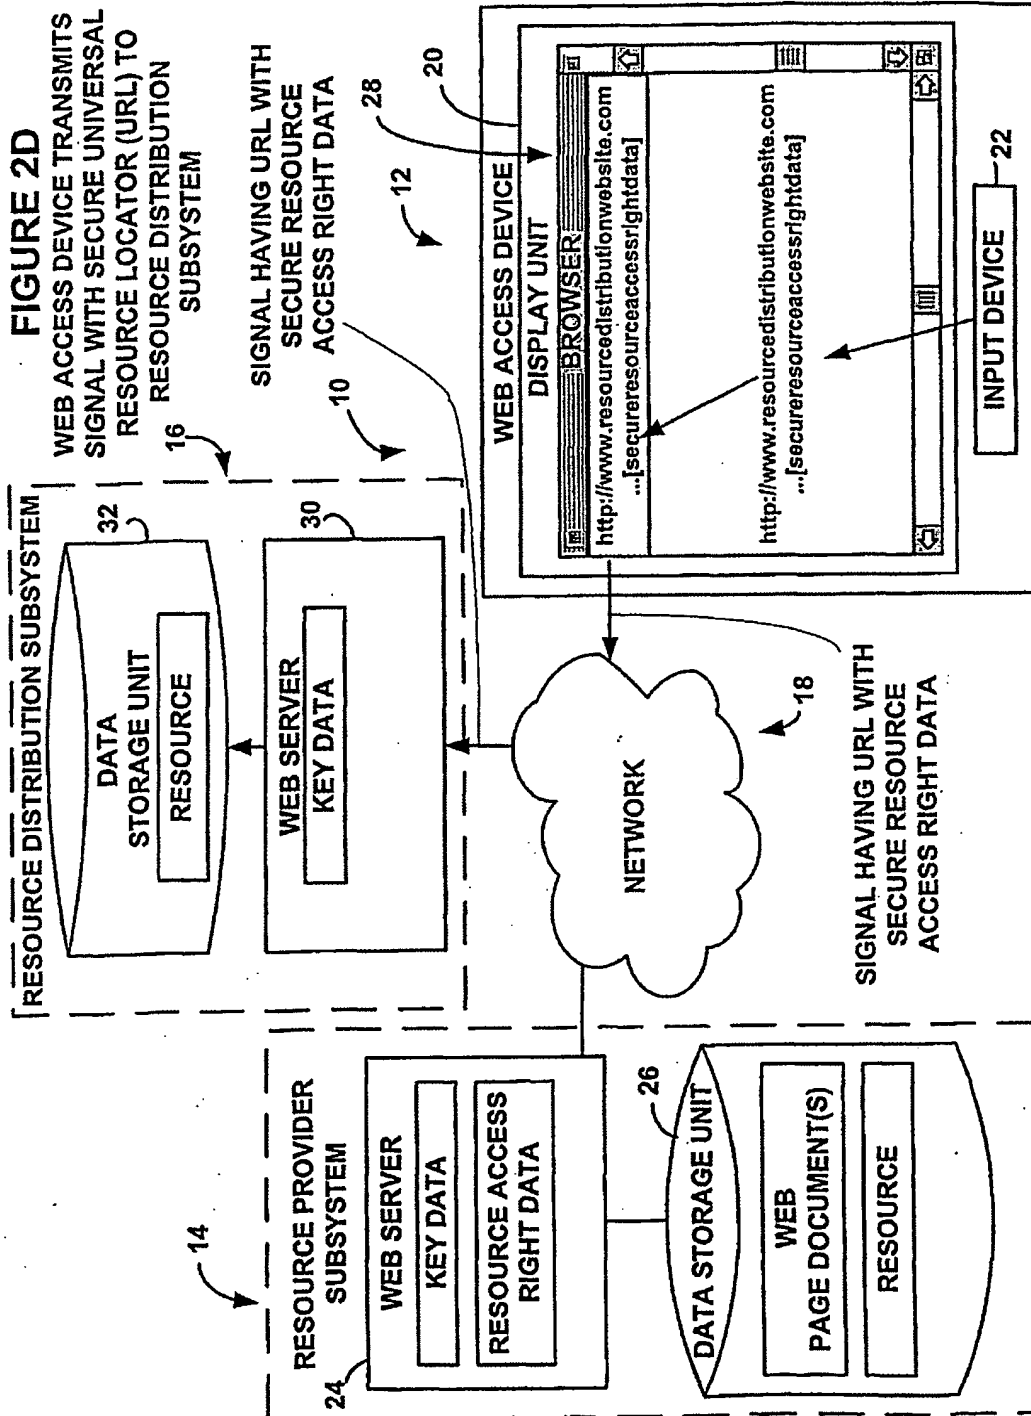 FIGURE 2D
WEB ACCESS DEVICE TRANSMITS
SIGNAL WITH SECURE UNIVERSAL
RESOURCE LOCATOR (URL) TO
RESOURCE DISTRIBUTION
SUBSYSTEM
14
RESOURCE PROVIDER
SUBSYSTEM
24
WEB SERVER
KEY DATA
RESOURCE ACCESS
RIGHT DATA
26
DATA STORAGE UNIT
WEB
PAGE DOCUMENT(S)
RESOURCE
RESOURCE DISTRIBUTION SUBSYSTEM
16
32
DATA
STORAGE UNIT
RESOURCE
30
WEB SERVER
KEY DATA
10
SIGNAL HAVING URL WITH
SECURE RESOURCE
ACCESS RIGHT DATA
NETWORK
18
SIGNAL HAVING URL WITH
SECURE RESOURCE
ACCESS RIGHT DATA
12
28
20
WEB ACCESS DEVICE
DISPLAY UNIT
BROWSER
http://www.resourcedistributionwebsite.com
...[secureresourceaccessrightdata]
http://www.resourcedistributionwebsite.com
...[secureresourceaccessrightdata]
22
INPUT DEVICE